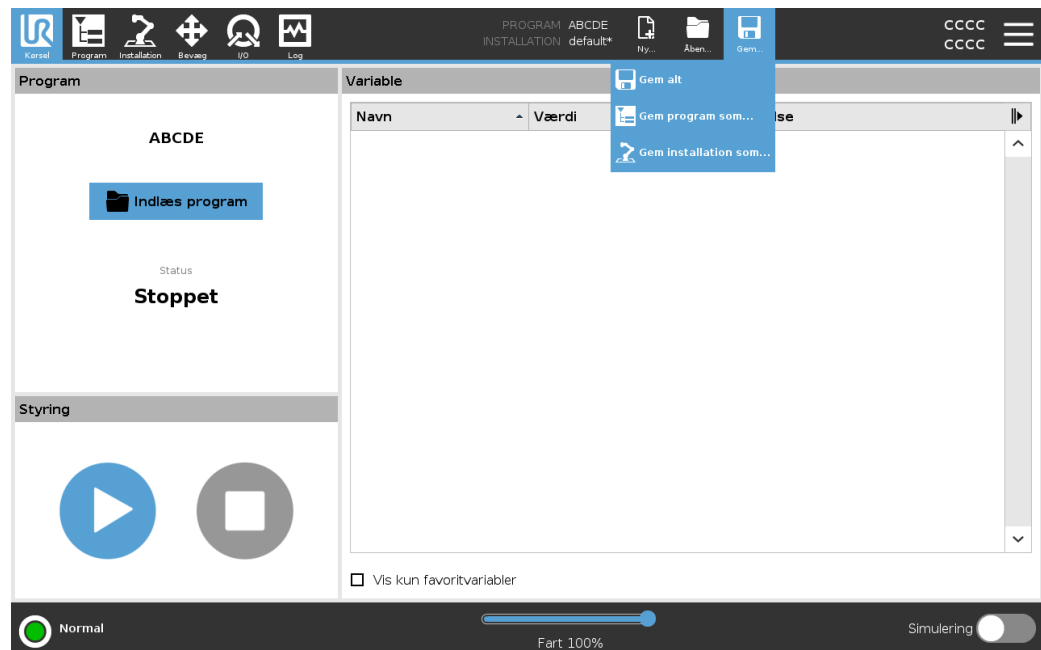 Kørsel
Program
Installation
Bevæg
I/O
Log
PROGRAM ABCDE
INSTALLATION default*
Ny...
Åben...
Gem...
CCCC
CCCC
Program
Variable
Gem alt
Gem program som...
Gem installation som...
Navn
Værdi
lse
ABCDE
Indlæs program
Status
Stoppet
Styring
Vis kun favoritvariabler
Normal
Fart 100%
Simulering